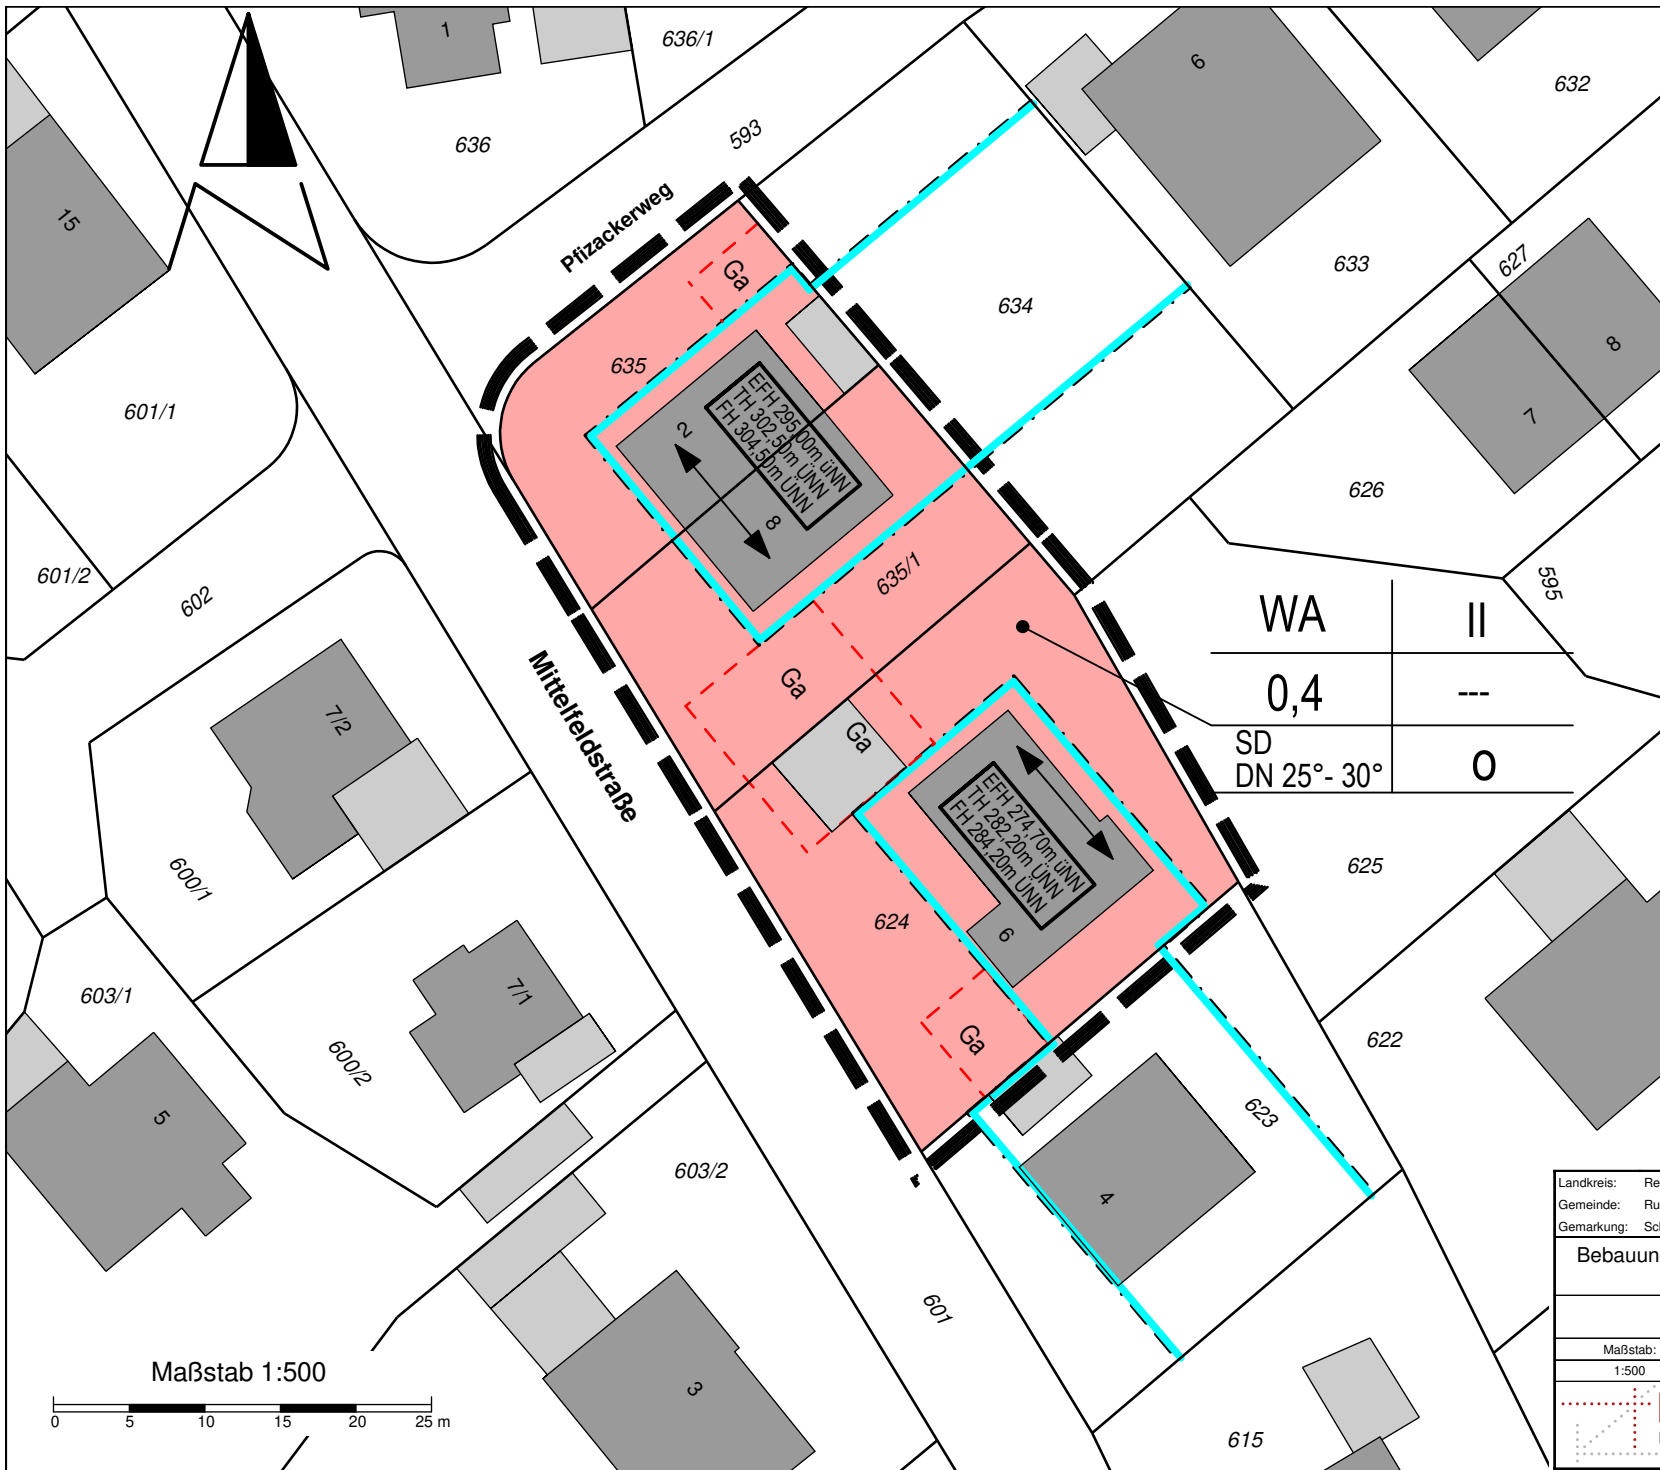 1
636/1
6
632
636
593
15
Pfizackerweg
633
627
634
Ga
635
8
601/1
7
EFH 295,00m üNN
TH 302,50m ÜNN
FH 304,50m ÜNN
2
8
626
601/2
602
635/1
595
WA II
0,4 ---
SD
DN 25°- 30° o
Mittelfeldstraße
Ga
7/2
Ga
EFH 274,70m üNN
TH 282,20m ÜNN
FH 284,20m ÜNN
600/1
625
624
6
603/1
7/1
Ga
622
600/2
5
623
603/2
4
Landkreis:
Gemeinde:
Gemarkung:
601
Maßstab:
1:500
Maßstab 1:500
3
0 5 10 15 20 25 m
615